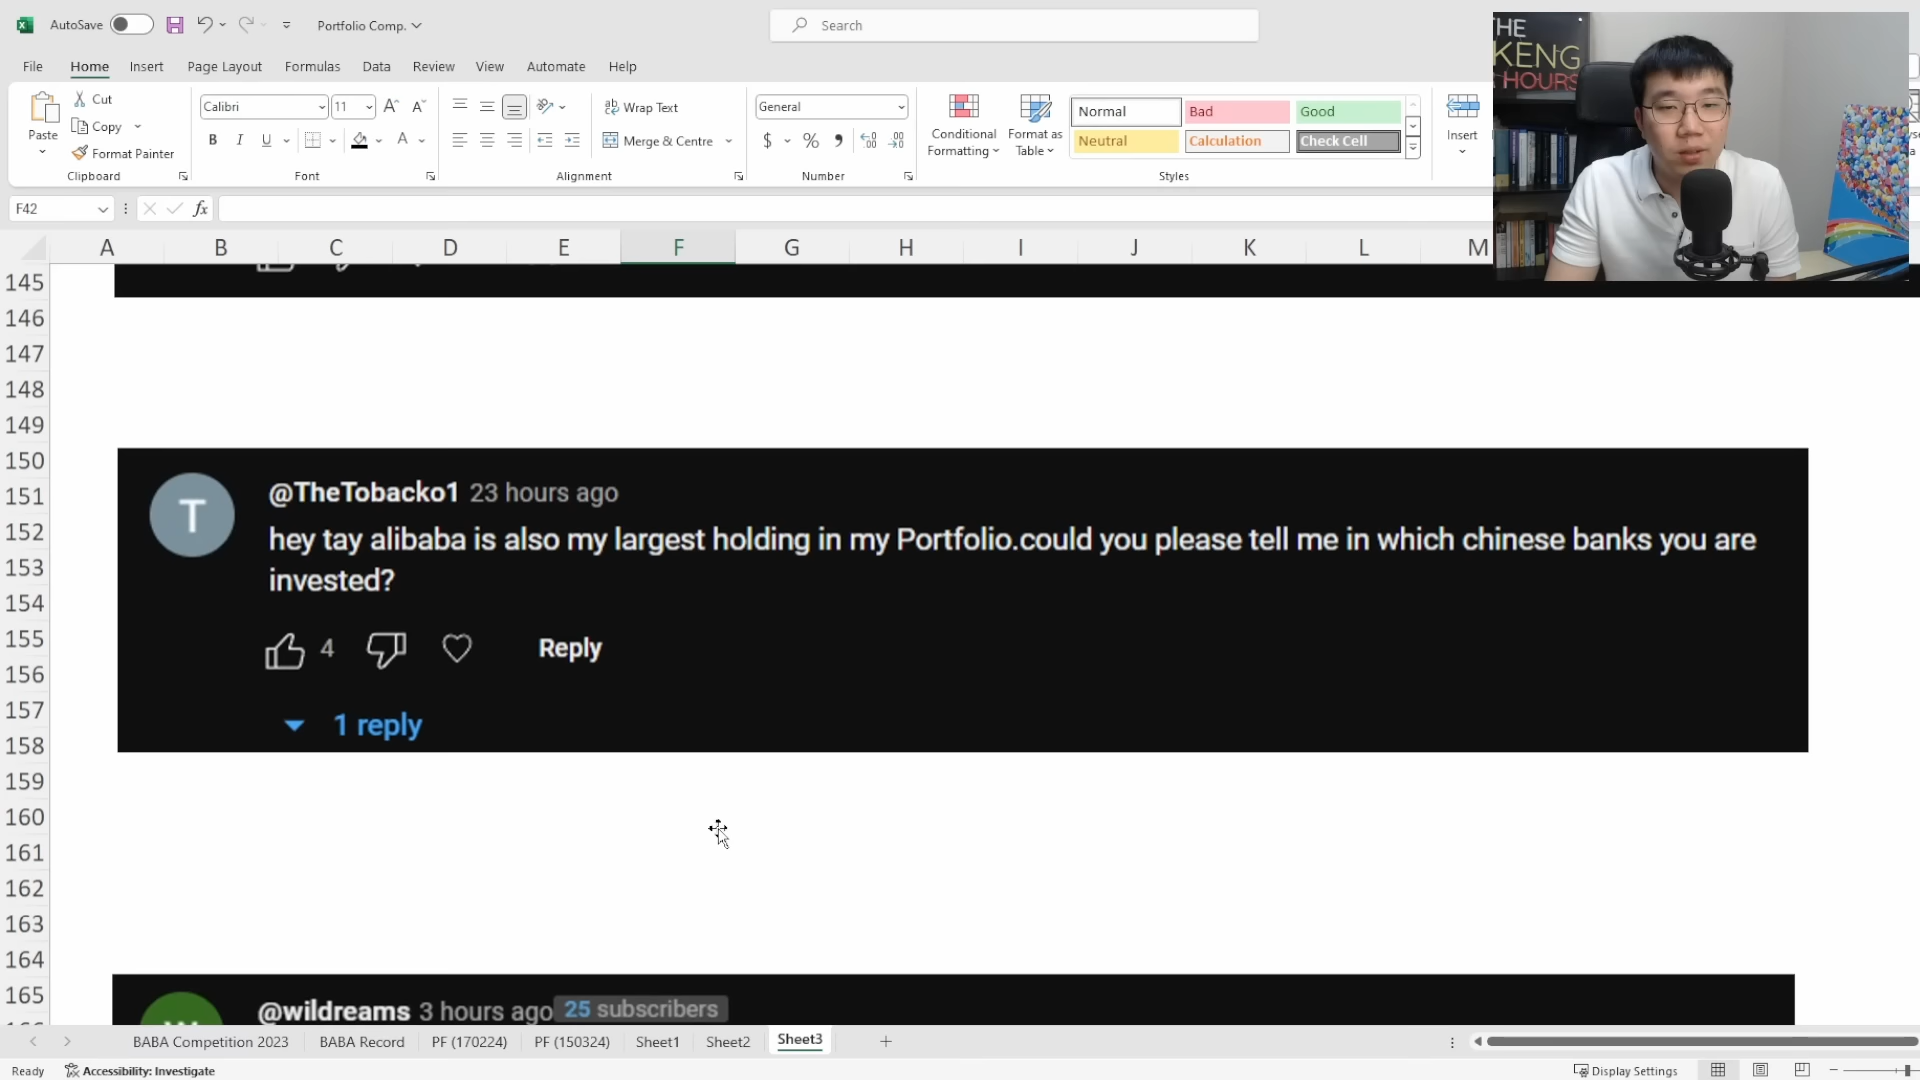 AutoSave
Portfolio Comp.
Search
File Home Insert Page Layout Formulas Data Review View Automate Help
Paste
Cut
Copy
Format Painter
Clipboard
Calibri 11
B I U
Font
Wrap Text
Merge & Centre
Alignment
General
$ %
Number
Conditional Formatting
Format as Table
Normal Bad Good
Neutral Calculation Check Cell
Styles
Insert
THE
KENG
HOURS
F42
fx
A B C D E F G H I J K L M
145
146
147
148
149
150
151
152
153
154
155
156
157
158
159
160
161
162
163
164
165
T
@TheTobacko1 23 hours ago
hey tay alibaba is also my largest holding in my Portfolio.could you please tell me in which chinese banks you are
invested?
4 Reply
1 reply
@wildreams 3 hours ago 25 subscribers
BABA Competition 2023 BABA Record PF (170224) PF (150324) Sheet1 Sheet2 Sheet3
Ready Accessibility: Investigate Display Settings